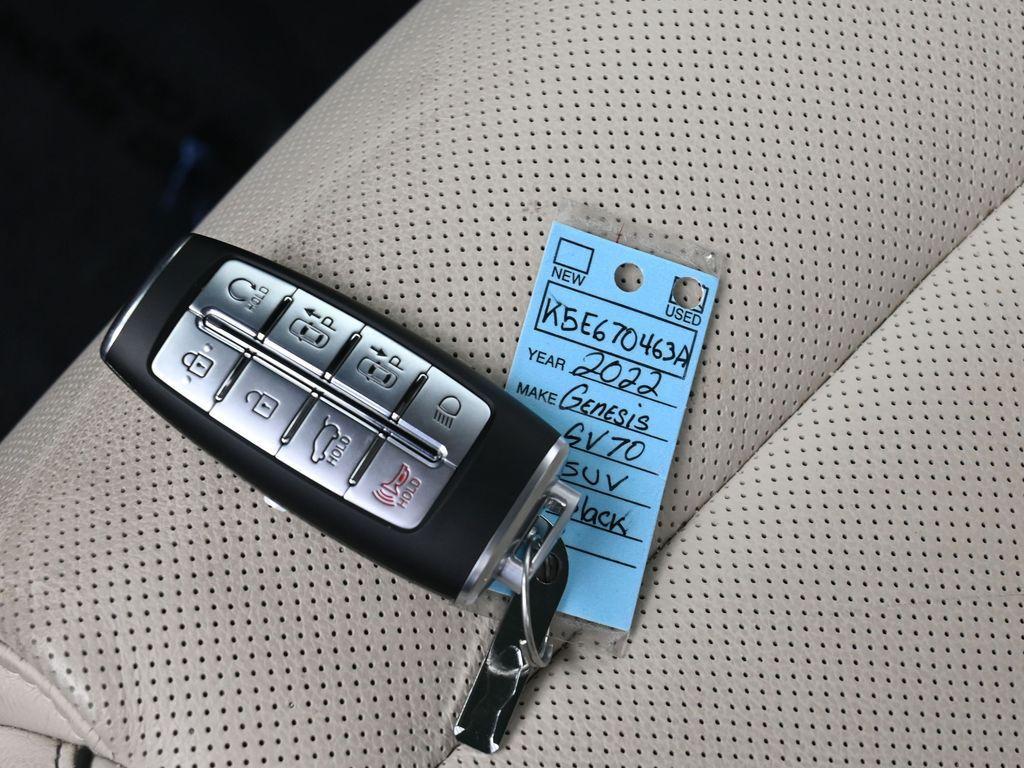 HOLD
P
P
HOLD
HOLD
NEW
USED
K5E670463A
YEAR 2022
MAKE Genesis
GV70
SUV